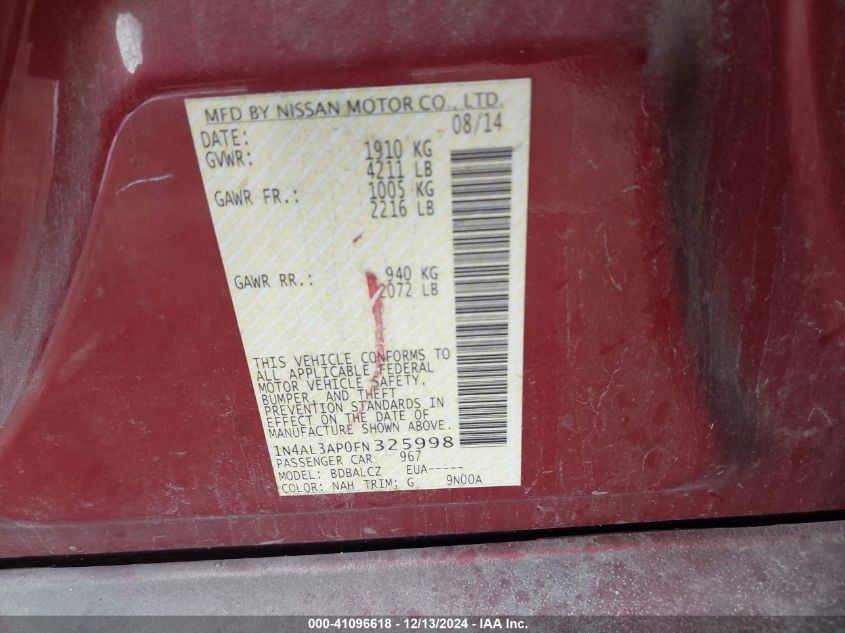 MFD BY NISSAN MOTOR CO., LTD.
DATE: 08/14
GVWR: 1910 KG
4211 LB
GAWR FR.: 1005 KG
2216 LB
GAWR RR.: 940 KG
2072 LB
THIS VEHICLE CONFORMS TO
ALL APPLICABLE FEDERAL
MOTOR VEHICLE SAFETY,
BUMPER, AND THEFT
PREVENTION STANDARDS IN
EFFECT ON THE DATE OF
MANUFACTURE SHOWN ABOVE.
1N4AL3AP0FN325998
PASSENGER CAR 967
MODEL: BDBALCZ EUA-----
COLOR: NAH TRIM: G 9N00A
000-41096618 - 12/13/2024 - IAA, Inc.